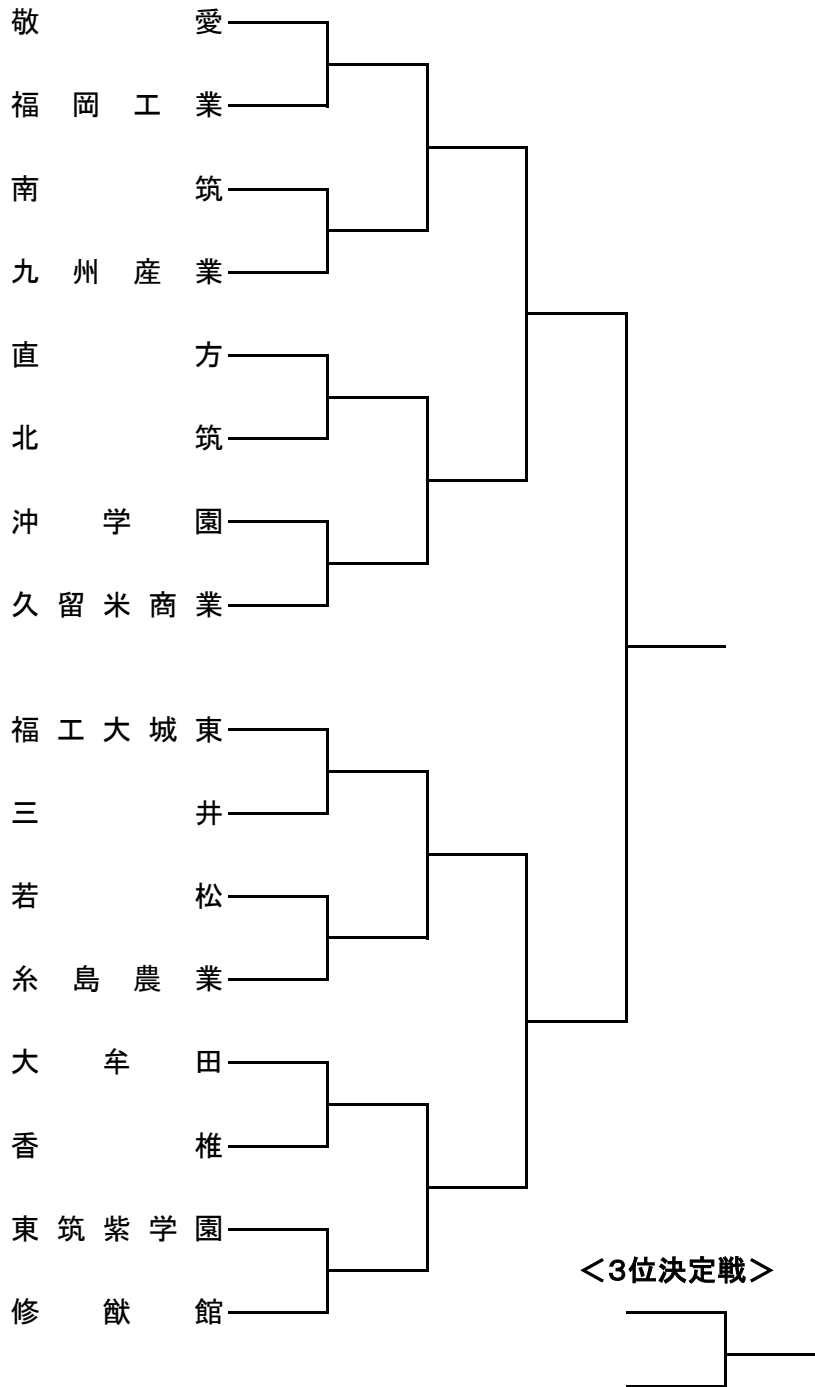 敬愛
福岡工業
南筑
九州産業
直方
北筑
沖学園
久留米商業
福工大城東
三井
若松
糸島農業
大牟田
香椎
東筑紫学園
修猷館
＜3位決定戦＞